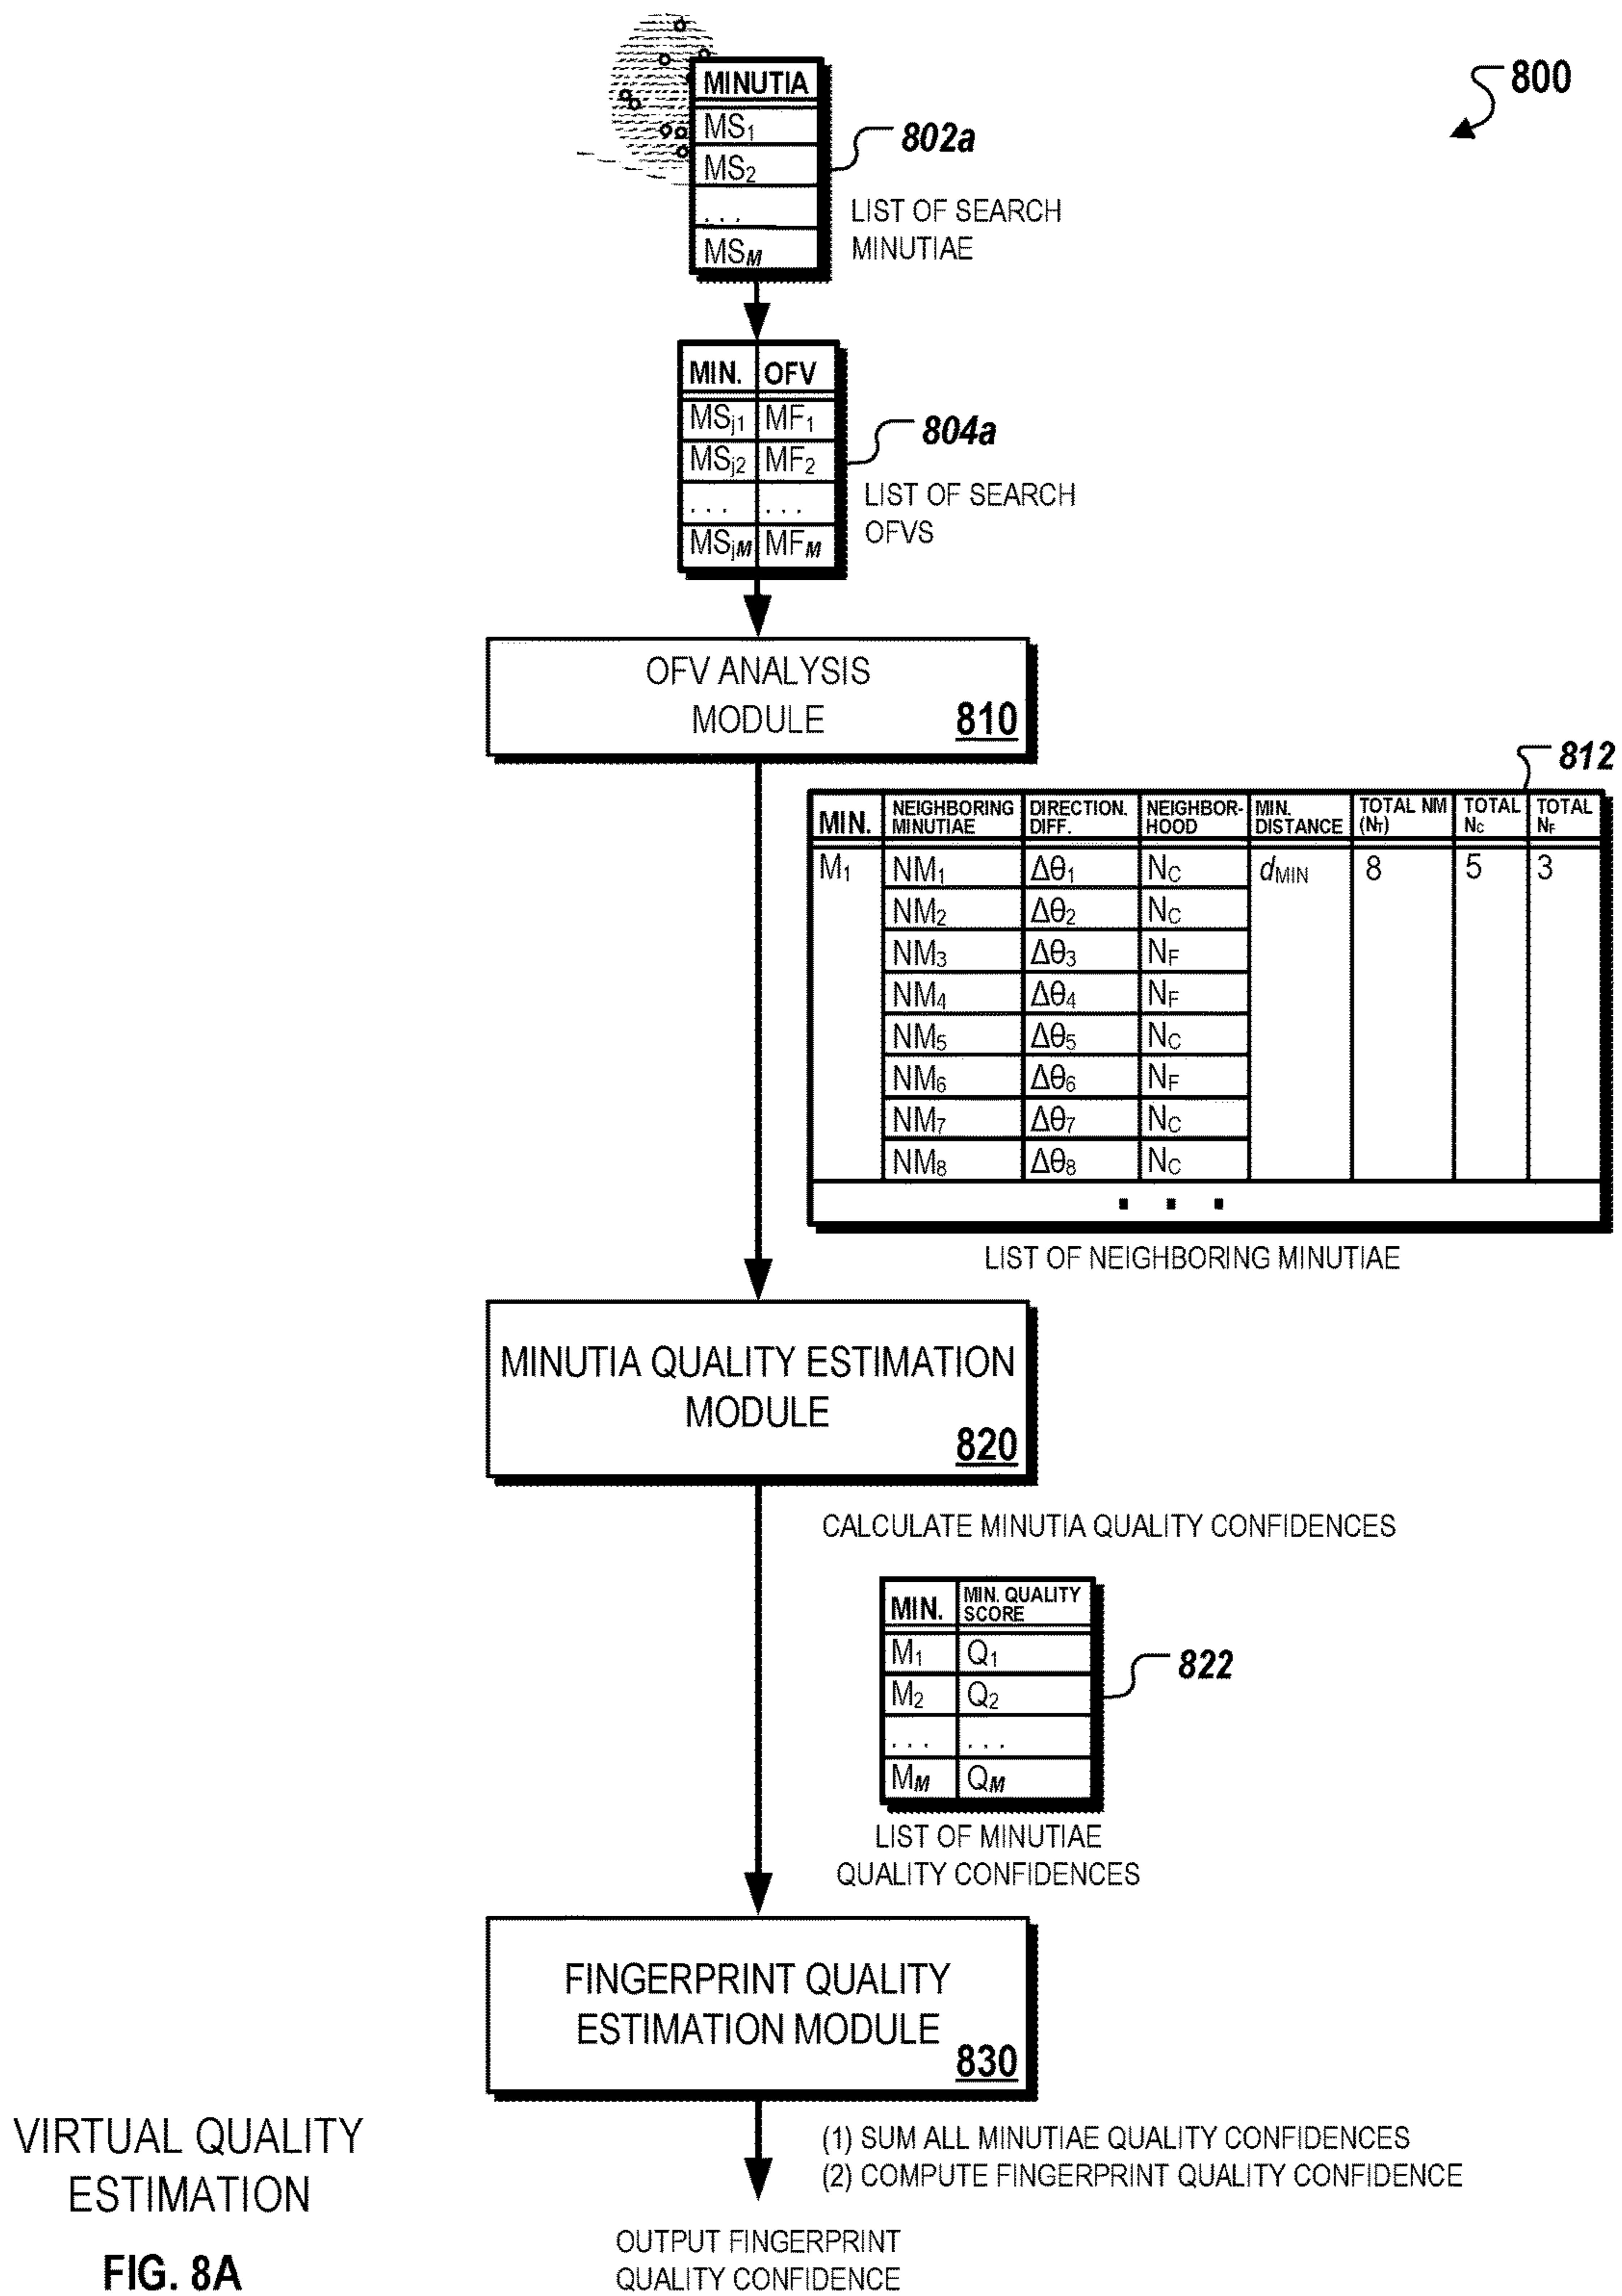 800
MINUTIA
MS1
MS2
...
MSM
802a
LIST OF SEARCH
MINUTIAE
MIN. OFV
MSj1 MF1
MSj2 MF2
... ...
MSjM MFM
804a
LIST OF SEARCH
OFVS
OFV ANALYSIS
MODULE
810
812
MIN. NEIGHBORING MINUTIAE DIRECTION. DIFF. NEIGHBOR-HOOD MIN. DISTANCE TOTAL NM (NT) TOTAL NC TOTAL NF
M1 NM1 Δθ1 NC dMIN 8 5 3
NM2 Δθ2 NC
NM3 Δθ3 NF
NM4 Δθ4 NF
NM5 Δθ5 NC
NM6 Δθ6 NF
NM7 Δθ7 NC
NM8 Δθ8 NC
. . .
LIST OF NEIGHBORING MINUTIAE
MINUTIA QUALITY ESTIMATION
MODULE
820
CALCULATE MINUTIA QUALITY CONFIDENCES
MIN. MIN. QUALITY SCORE
M1 Q1
M2 Q2
... ...
MM QM
822
LIST OF MINUTIAE
QUALITY CONFIDENCES
FINGERPRINT QUALITY
ESTIMATION MODULE
830
(1) SUM ALL MINUTIAE QUALITY CONFIDENCES
(2) COMPUTE FINGERPRINT QUALITY CONFIDENCE
OUTPUT FINGERPRINT
QUALITY CONFIDENCE
VIRTUAL QUALITY
ESTIMATION
FIG. 8A